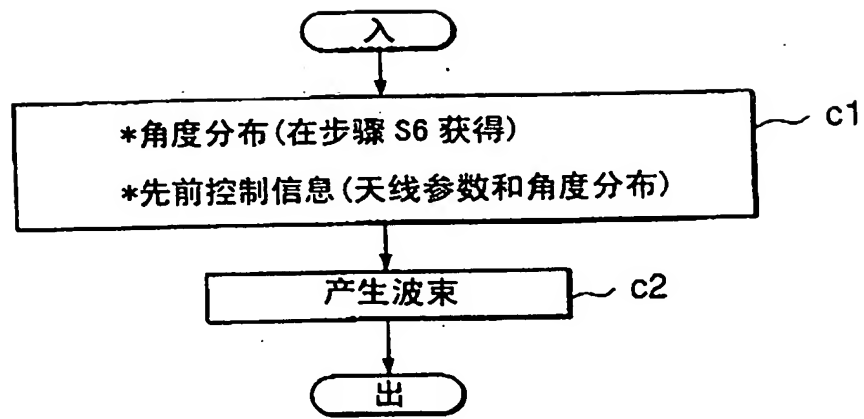 入
*角度分布(在步骤 S6 获得)
c1
*先前控制信息(天线参数和角度分布)
产生波束
c2
出